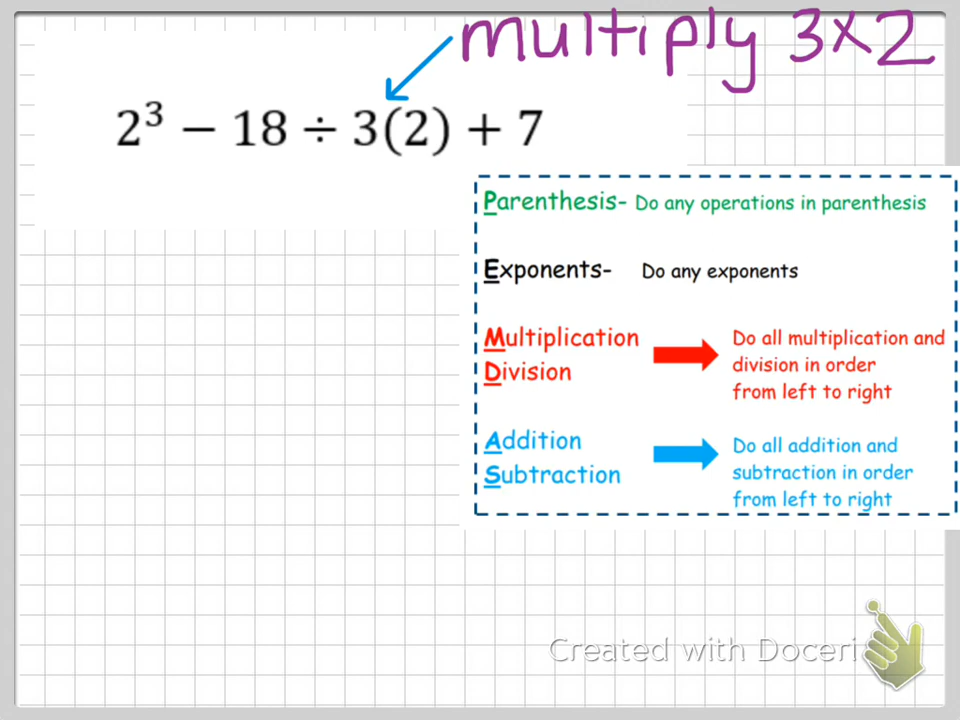 multiply 3×2
2³ − 18 ÷ 3(2) + 7
Parenthesis- Do any operations in parenthesis
Exponents- Do any exponents
Multiplication
Division
Do all multiplication and
division in order
from left to right
Addition
Subtraction
Do all addition and
subtraction in order
from left to right
Created with Doceri